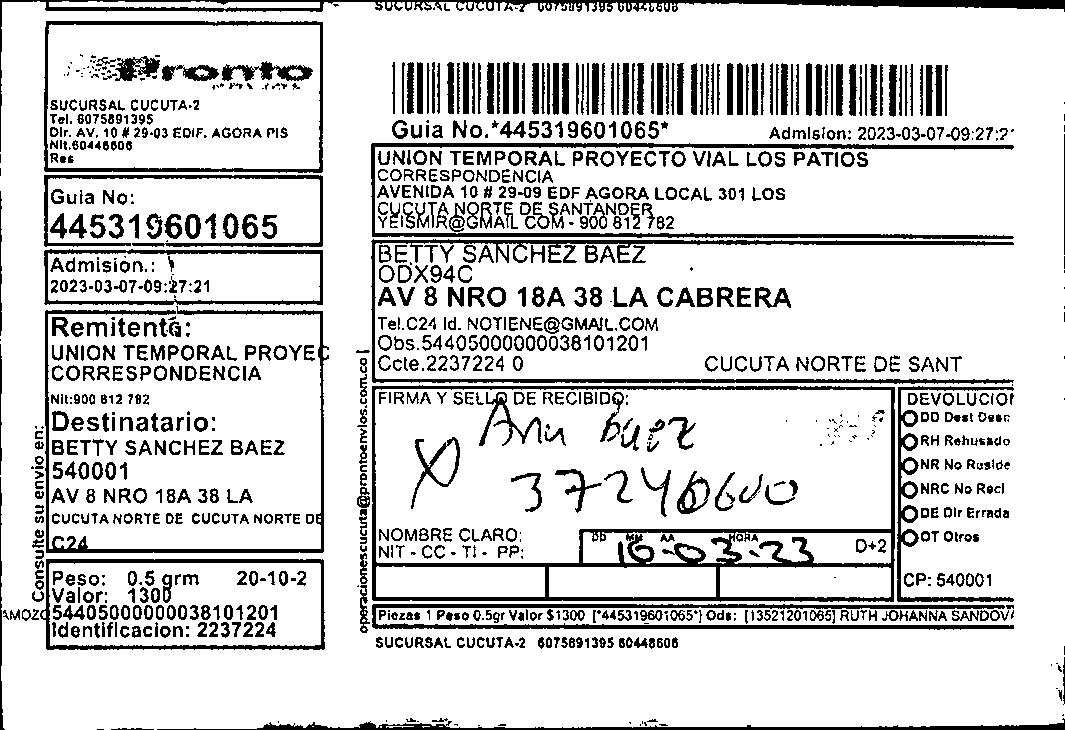 SUCURSAL CUCUTA-2 6075891395 60448606
Pronto
SUCURSAL CUCUTA-2
Tel. 6075891395
Dir. AV. 10 # 29-03 EDIF. AGORA PIS
Nit.60448606
Res
Guia No:
445319601065
Admision.:
2023-03-07-09:27:21
Remitente:
UNION TEMPORAL PROYEC
CORRESPONDENCIA
Nit:900 812 782
Destinatario:
BETTY SANCHEZ BAEZ
540001
AV 8 NRO 18A 38 LA
CUCUTA NORTE DE CUCUTA NORTE DE
C24
Consulte su envio en:
Peso: 0.5 grm 20-10-2
Valor: 1300
54405000000038101201
Identificacion: 2237224
operacionescucuta@prontoenvios.com.co |
Guia No.*445319601065*
Admision: 2023-03-07-09:27:2
UNION TEMPORAL PROYECTO VIAL LOS PATIOS
CORRESPONDENCIA
AVENIDA 10 # 29-09 EDF AGORA LOCAL 301 LOS
CUCUTA NORTE DE SANTANDER
YEISMIR@GMAIL COM - 900 812 782
BETTY SANCHEZ BAEZ
ODX94C
AV 8 NRO 18A 38 LA CABRERA
Tel.C24 Id. NOTIENE@GMAIL.COM
Obs.54405000000038101201
Ccte.2237224 0 CUCUTA NORTE DE SANT
FIRMA Y SELLO DE RECIBIDO:
Ana Baez
X 37240600
NOMBRE CLARO:
NIT - CC - TI - PP:
DD MM AA HORA
16-03-23 D+2
DEVOLUCION
DD Dest Desc
RH Rehusado
NR No Reside
NRC No Recl
DE Dir Errada
OT Otros
CP: 540001
Piezas 1 Peso 0.5gr Valor $1300 [*445319601065*] Ods: [13521201065] RUTH JOHANNA SANDOVA
SUCURSAL CUCUTA-2 6075891395 60448606